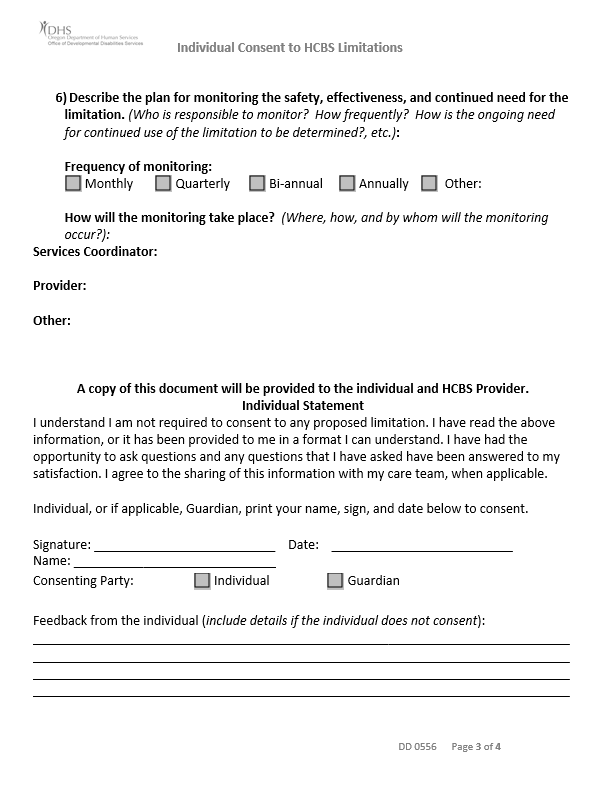 DHS
Oregon Department of Human Services
Office of Developmental Disabilities Services
Individual Consent to HCBS Limitations
6) Describe the plan for monitoring the safety, effectiveness, and continued need for the
limitation. (Who is responsible to monitor? How frequently? How is the ongoing need
for continued use of the limitation to be determined?, etc.):
Frequency of monitoring:
Monthly Quarterly Bi-annual Annually Other:
How will the monitoring take place? (Where, how, and by whom will the monitoring
occur?):
Services Coordinator:
Provider:
Other:
A copy of this document will be provided to the individual and HCBS Provider.
Individual Statement
I understand I am not required to consent to any proposed limitation. I have read the above
information, or it has been provided to me in a format I can understand. I have had the
opportunity to ask questions and any questions that I have asked have been answered to my
satisfaction. I agree to the sharing of this information with my care team, when applicable.
Individual, or if applicable, Guardian, print your name, sign, and date below to consent.
Signature: Date:
Name:
Consenting Party: Individual Guardian
Feedback from the individual (include details if the individual does not consent):
DD 0556 Page 3 of 4